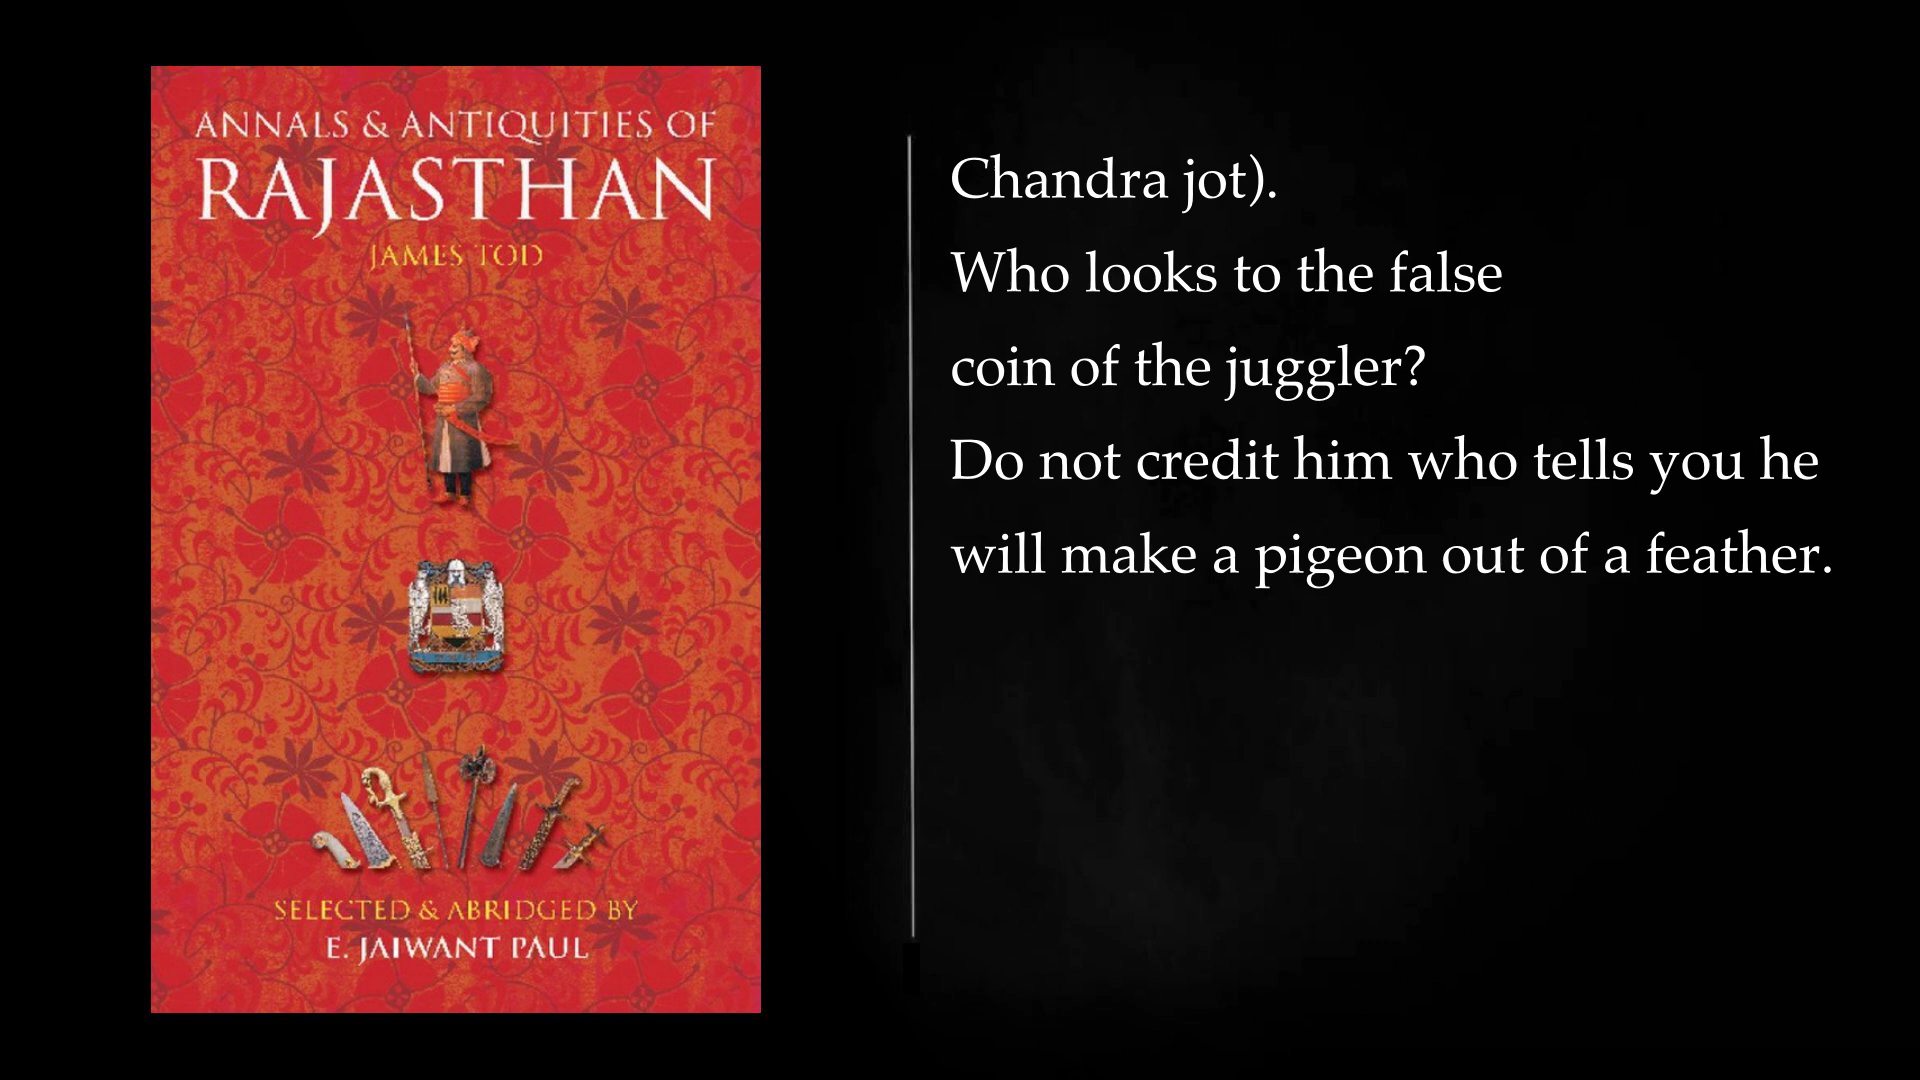 ANNALS & ANTIQUITIES OF
RAJASTHAN
JAMES TOD
SELECTED & ABRIDGED BY
E. JAIWANT PAUL
Chandra jot).
Who looks to the false
coin of the juggler?
Do not credit him who tells you he
will make a pigeon out of a feather.